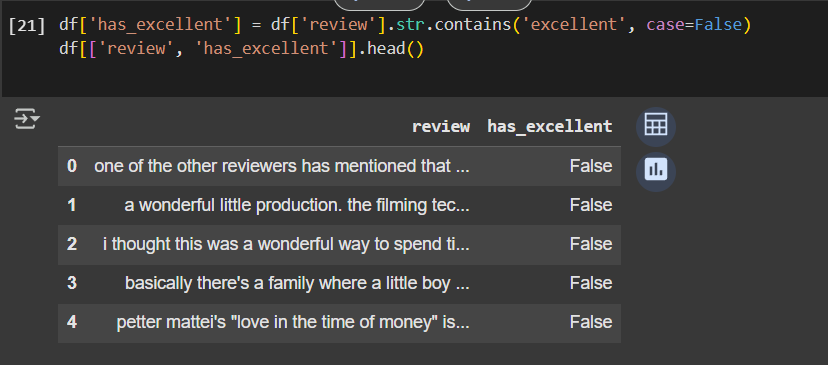 [21] df['has_excellent'] = df['review'].str.contains('excellent', case=False)
df[['review', 'has_excellent']].head()
review has_excellent
0 one of the other reviewers has mentioned that ... False
1 a wonderful little production. the filming tec... False
2 i thought this was a wonderful way to spend ti... False
3 basically there's a family where a little boy ... False
4 petter mattei's "love in the time of money" is... False